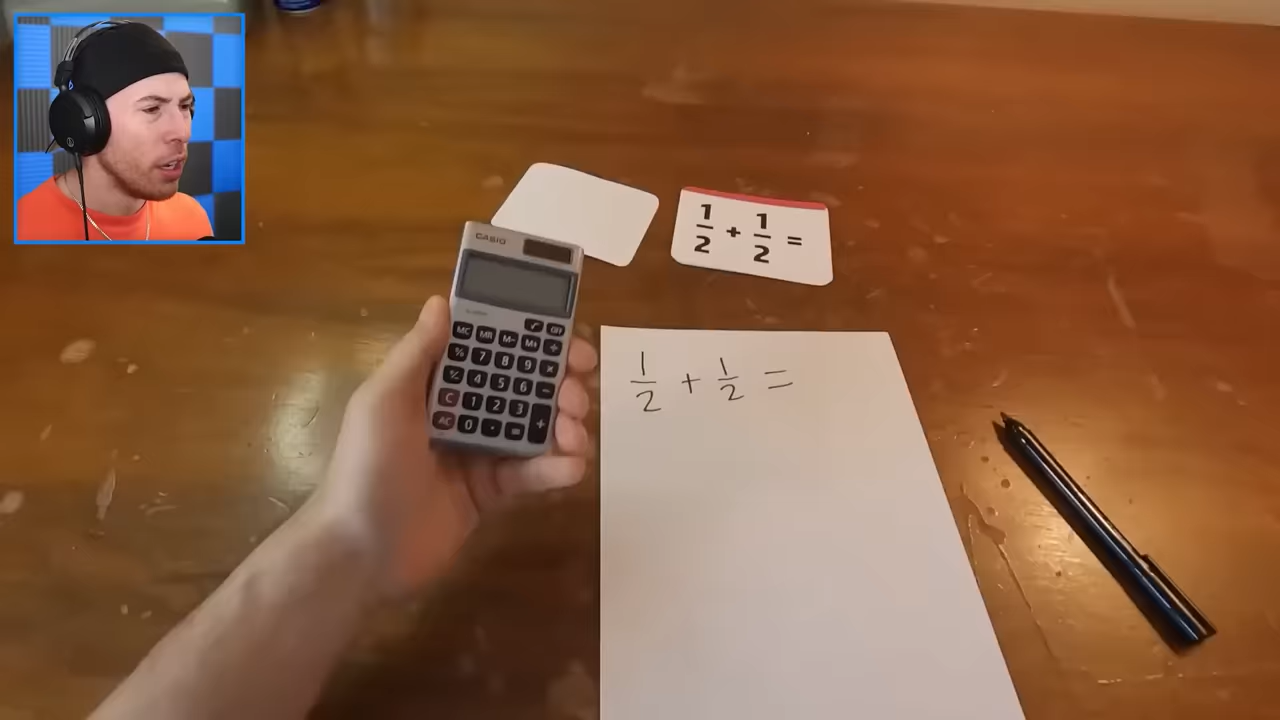 1/2 + 1/2 =
CASIO
MC MR M- M+ ÷
% 7 8 9 ×
4 5 6 -
C 1 2 3
AC 0 . = +
√ OFF
1/2 + 1/2 =